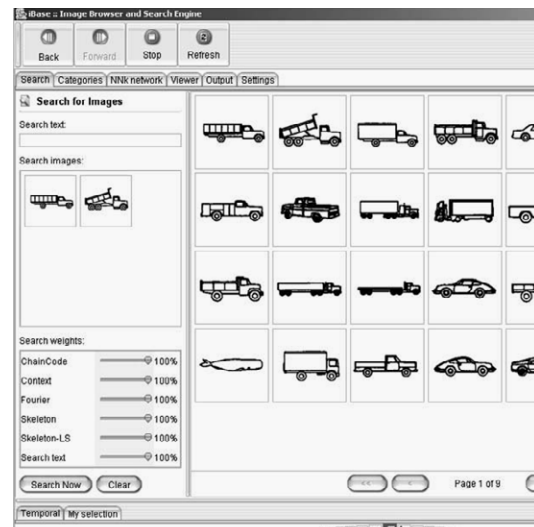 iBase :: Image Browser and Search Engine
Back Forward Stop Refresh
Search Categories NNk network Viewer Output Settings
Search for Images
Search text:
Search images:
Search weights:
ChainCode 100%
Context 100%
Fourier 100%
Skeleton 100%
Skeleton-LS 100%
Search text 100%
Search Now Clear
<< < Page 1 of 9
Temporal My selection